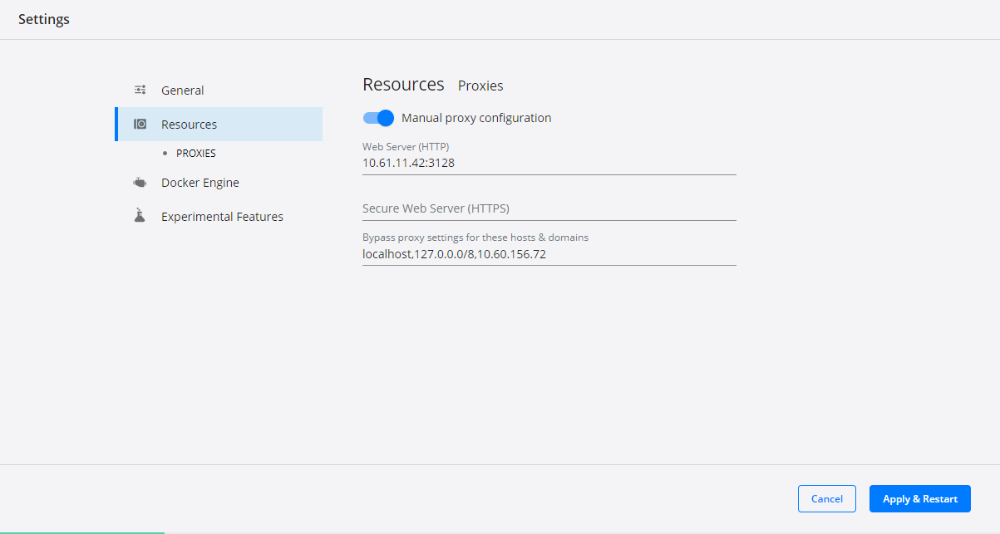 Settings
General
Resources
PROXIES
Docker Engine
Experimental Features
Resources Proxies
Manual proxy configuration
Web Server (HTTP)
10.61.11.42:3128
Secure Web Server (HTTPS)
Bypass proxy settings for these hosts & domains
localhost,127.0.0.0/8,10.60.156.72
Cancel
Apply & Restart